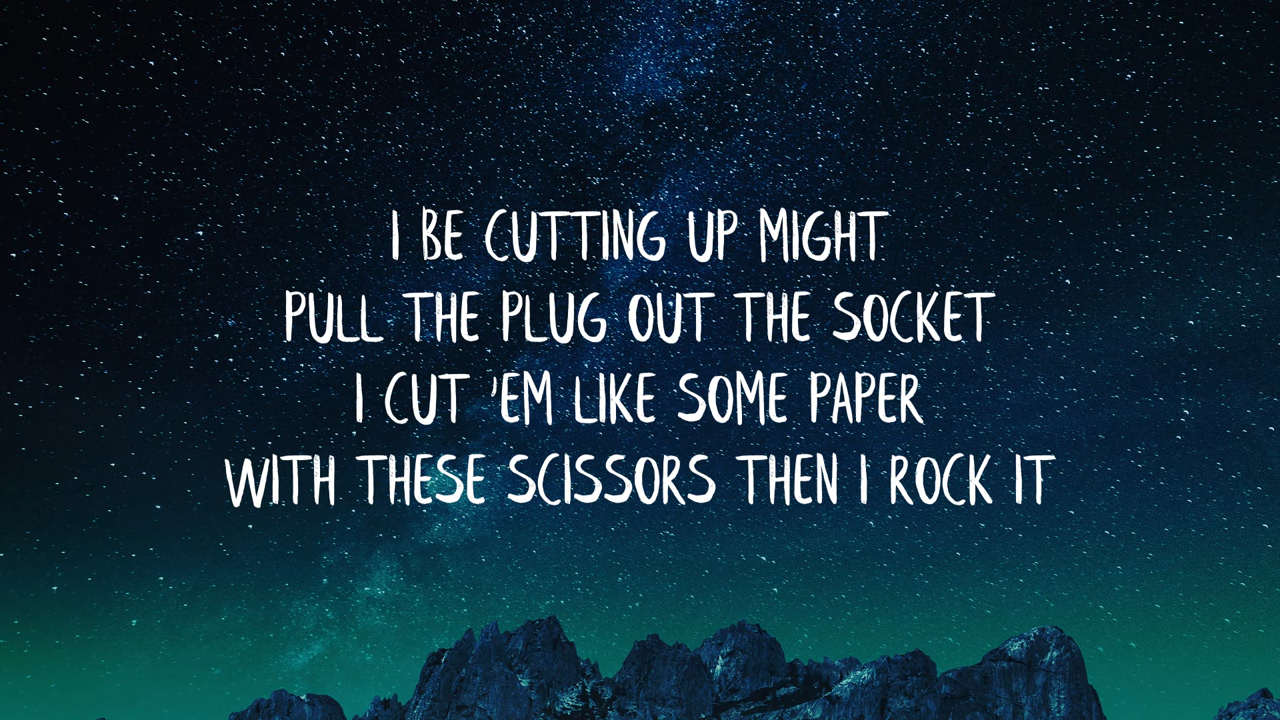 I BE CUTTING UP MIGHT
PULL THE PLUG OUT THE SOCKET
I CUT 'EM LIKE SOME PAPER
WITH THESE SCISSORS THEN I ROCK IT